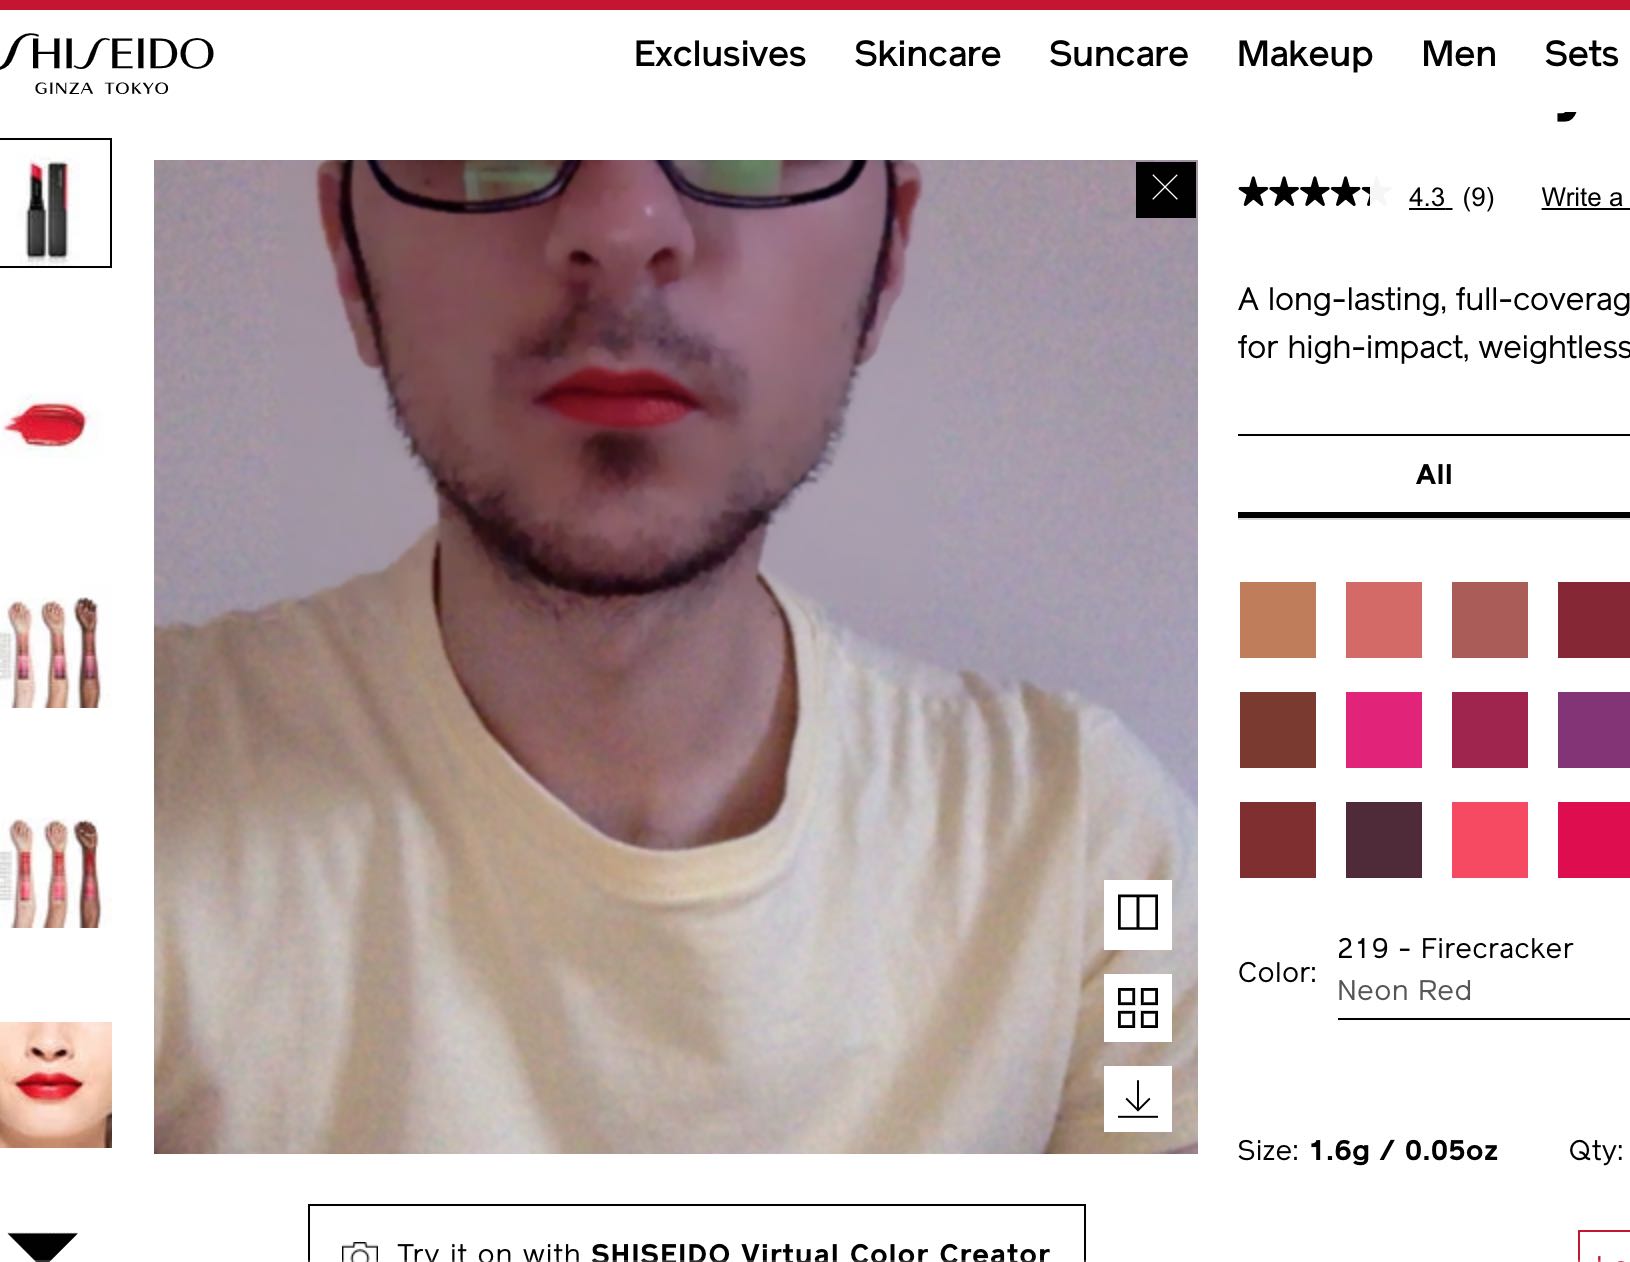 SHISEIDO
GINZA TOKYO
Exclusives Skincare Suncare Makeup Men Sets
4.3 (9) Write a
A long-lasting, full-coverag
for high-impact, weightless
All
Color:
219 - Firecracker
Neon Red
Size: 1.6g / 0.05oz Qty:
Try it on with SHISEIDO Virtual Color Creator